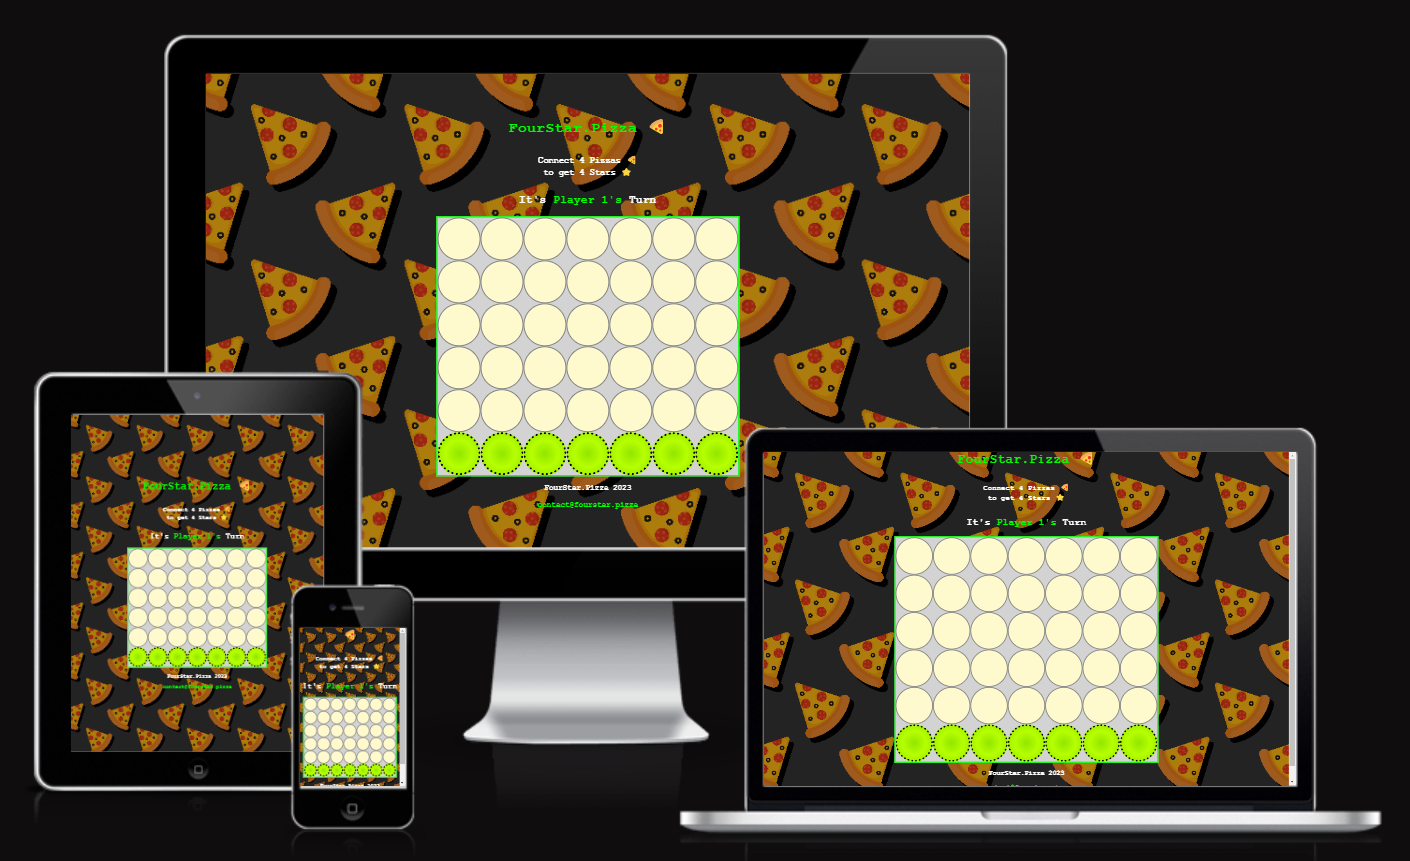 FourStar.Pizza 🍕
Connect 4 Pizzas 🍕
to get 4 Stars ⭐
It's Player 1's Turn
FourStar.Pizza 2023
contact@fourstar.pizza
FourStar.Pizza 🍕
Connect 4 Pizzas 🍕
to get 4 Stars ⭐
It's Player 1's Turn
FourStar.Pizza 2023
contact@fourstar.pizza
Connect 4 Pizzas 🍕
to get 4 Stars ⭐
It's Player 1's Turn
FourStar.Pizza 2023
FourStar.Pizza 🍕
Connect 4 Pizzas 🍕
to get 4 Stars ⭐
It's Player 1's Turn
FourStar.Pizza 2023